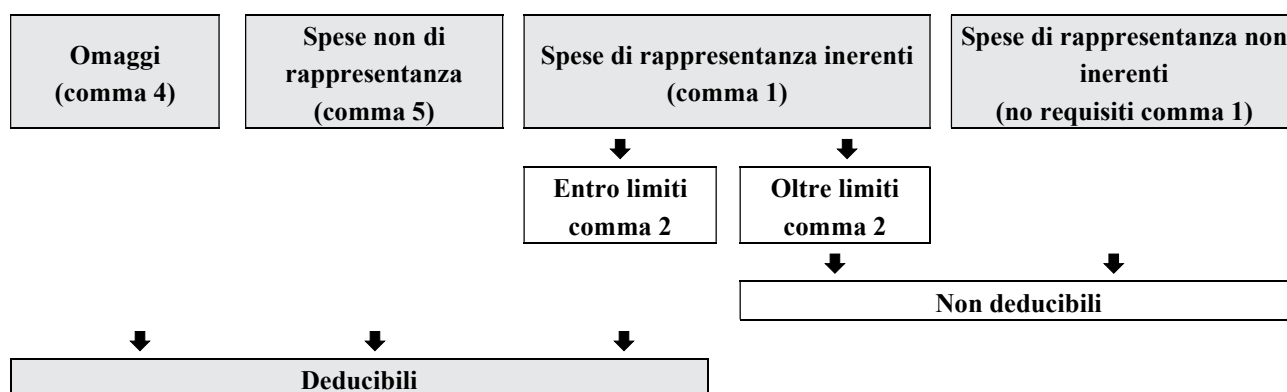 Omaggi
(comma 4)
Spese non di
rappresentanza
(comma 5)
Spese di rappresentanza inerenti
(comma 1)
Spese di rappresentanza non
inerenti
(no requisiti comma 1)
Entro limiti
comma 2
Oltre limiti
comma 2
Non deducibili
Deducibili